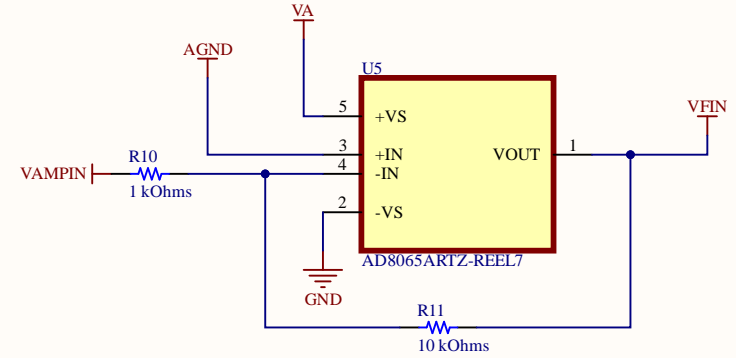 VA
AGND
U5
VFIN
5
+VS
3
+IN
VOUT
1
R10
4
-IN
VAMPIN
1 kOhms
2
-VS
AD8065ARTZ-REEL7
GND
R11
10 kOhms